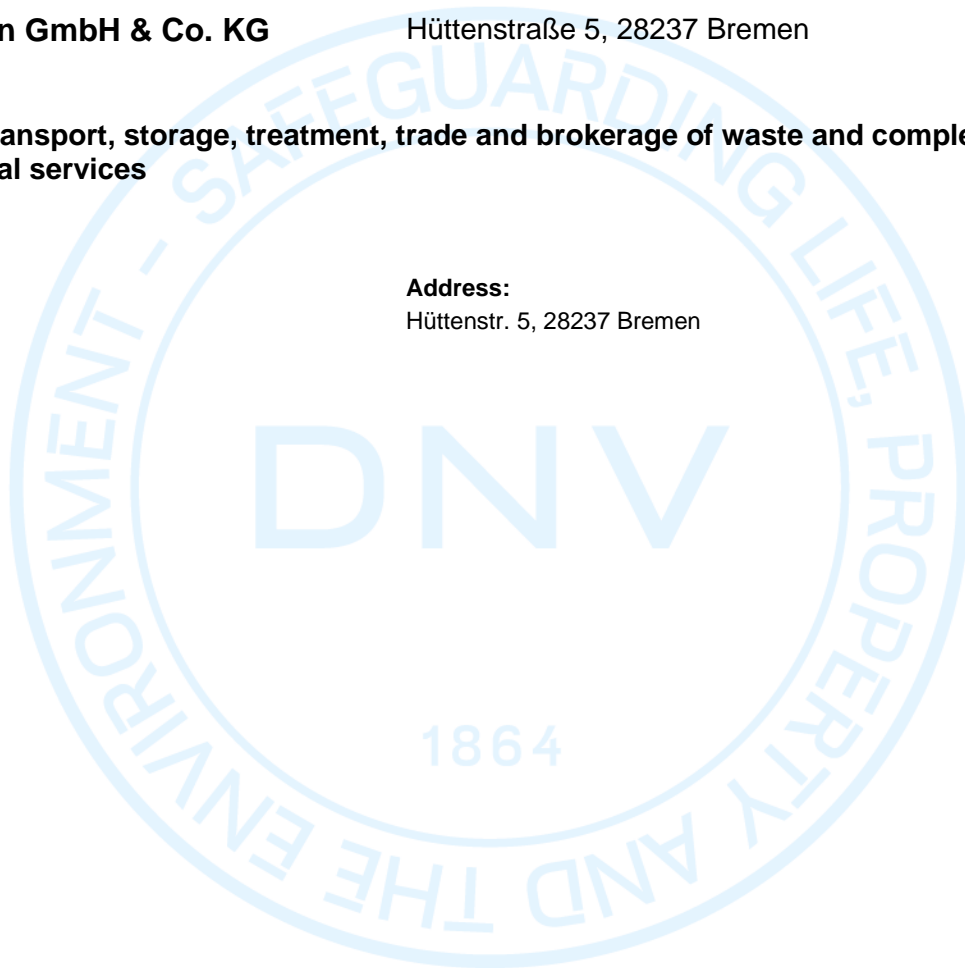 n GmbH & Co. KG Hüttenstraße 5, 28237 Bremen
ansport, storage, treatment, trade and brokerage of waste and comple
al services
Address:
Hüttenstr. 5, 28237 Bremen
SAFEGUARDING LIFE, PROPERTY AND THE ENVIRONMENT -
DNV
1864